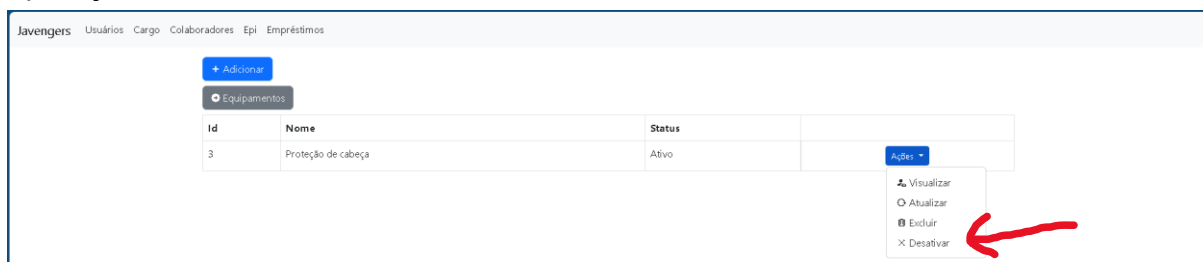 Javengers Usuários Cargo Colaboradores Epi Empréstimos
+ Adicionar
Equipamentos
Id Nome Status
3 Proteção de cabeça Ativo Ações
Visualizar
Atualizar
Excluir
Desativar